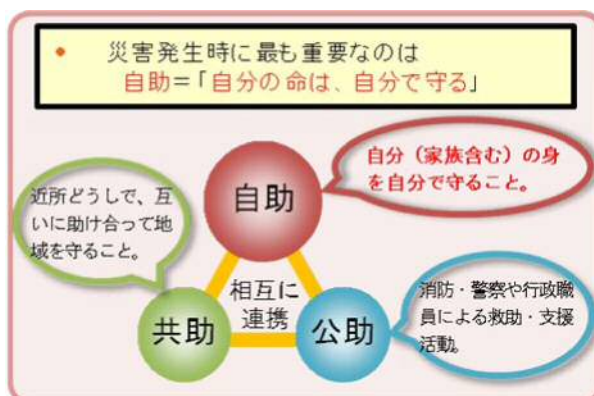 • 災害発生時に最も重要なのは
自助＝「自分の命は、自分で守る」
自分（家族含む）の身
を自分で守ること。
近所どうしで、互
いに助け合って地
域を守ること。
自助
相互に
連携
共助
公助
消防・警察や行政職
員による救助・支援
活動。